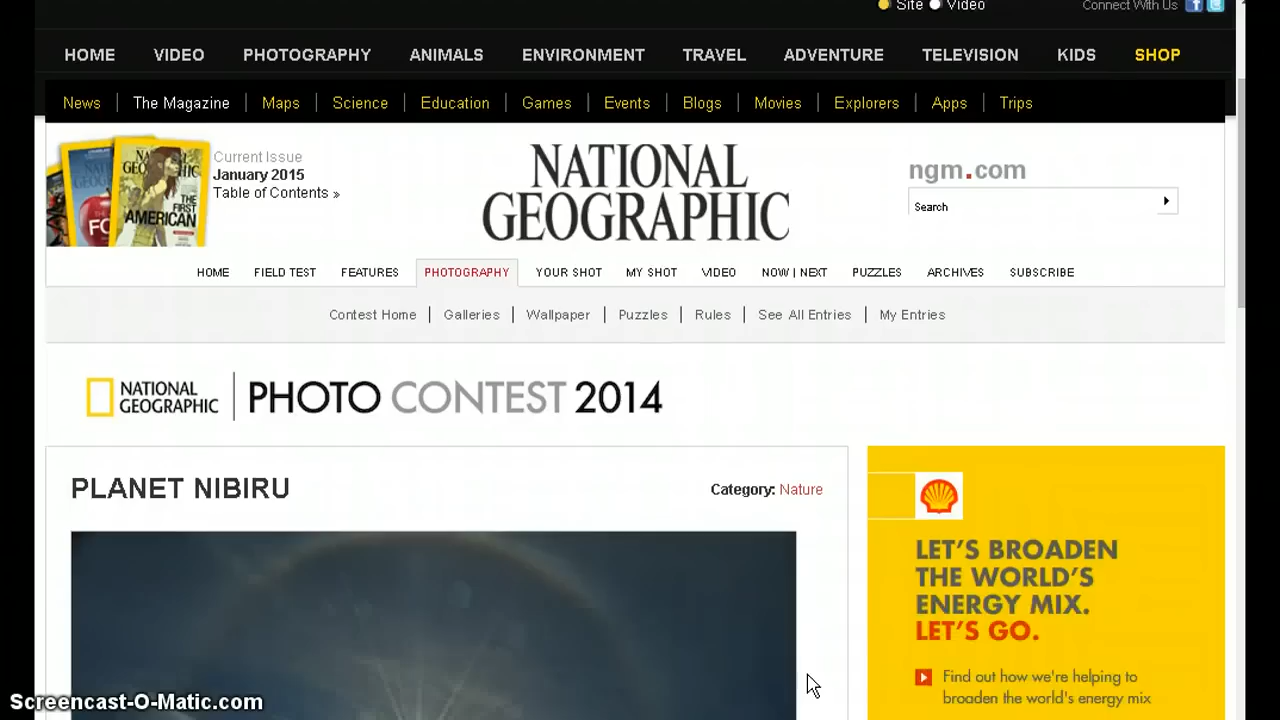 Site Video Connect With Us
HOME VIDEO PHOTOGRAPHY ANIMALS ENVIRONMENT TRAVEL ADVENTURE TELEVISION KIDS SHOP
News The Magazine Maps Science Education Games Events Blogs Movies Explorers Apps Trips
Current Issue
January 2015
Table of Contents »
THE FIRST
AMERICAN
NATIONAL
GEOGRAPHIC
ngm.com
Search
HOME FIELD TEST FEATURES PHOTOGRAPHY YOUR SHOT MY SHOT VIDEO NOW | NEXT PUZZLES ARCHIVES SUBSCRIBE
Contest Home | Galleries | Wallpaper | Puzzles | Rules | See All Entries | My Entries
NATIONAL
GEOGRAPHIC
PHOTO CONTEST 2014
PLANET NIBIRU
Category: Nature
LET'S BROADEN
THE WORLD'S
ENERGY MIX.
LET'S GO.
Find out how we're helping to
broaden the world's energy mix
Screencast-O-Matic.com